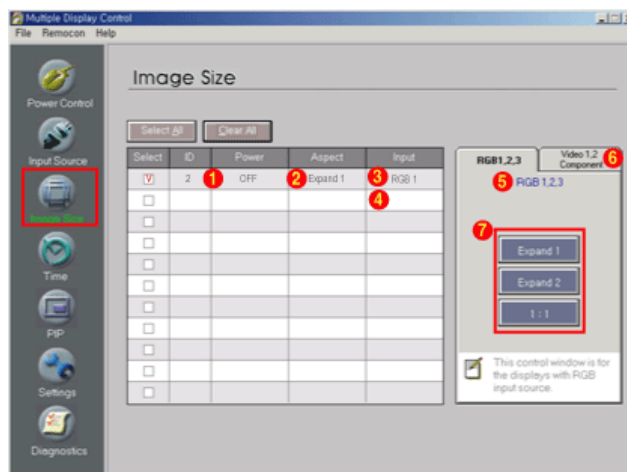 Multiple Display Control
File Remocon Help
Power Control
Input Source
Image Size
Time
PIP
Settings
Diagnostics
Image Size
Select All Clear All
Select ID Power Aspect Input
V 2 1 OFF 2 Expand 1 3 RGB 1
4
RGB1,2,3
Video 1,2
Component 6
5 RGB 1,2,3
7
Expand 1
Expand 2
1 : 1
This control window is for
the displays with RGB
input source.